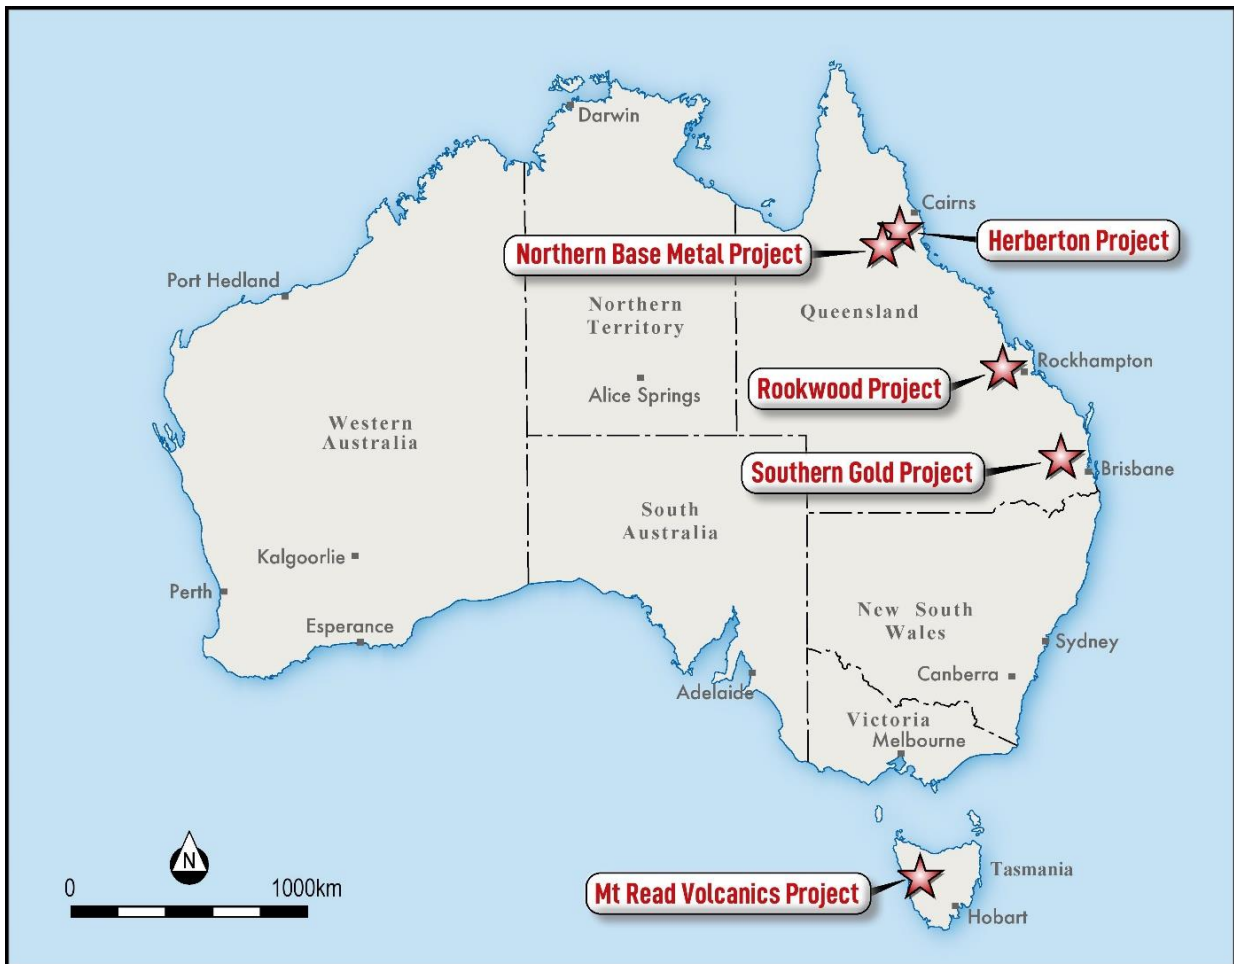 Darwin
Cairns
Herberton Project
Northern Base Metal Project
Port Hedland
Northern
Territory
Queensland
Rockhampton
Alice Springs
Rookwood Project
Western
Australia
Southern Gold Project
Brisbane
South
Australia
Kalgoorlie
Perth
Esperance
New South
Wales
Sydney
Canberra
Adelaide
Victoria
Melbourne
N
0 1000km
Tasmania
Mt Read Volcanics Project
Hobart